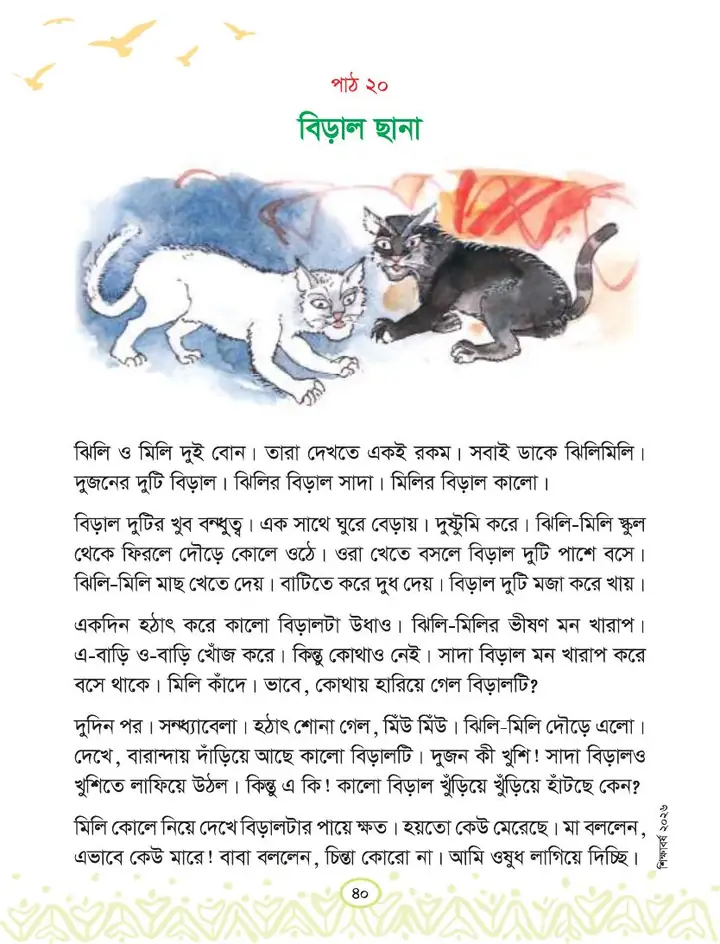 পাঠ ২০
বিড়াল ছানা
ঝিলি ও মিলি দুই বোন। তারা দেখতে একই রকম। সবাই ডাকে ঝিলিমিলি।
দুজনের দুটি বিড়াল। ঝিলির বিড়াল সাদা। মিলির বিড়াল কালো।
বিড়াল দুটির খুব বন্ধুত্ব। এক সাথে ঘুরে বেড়ায়। দুষ্টুমি করে। ঝিলি-মিলি স্কুল
থেকে ফিরলে দৌড়ে কোলে ওঠে। ওরা খেতে বসলে বিড়াল দুটি পাশে বসে।
ঝিলি-মিলি মাছ খেতে দেয়। বাটিতে করে দুধ দেয়। বিড়াল দুটি মজা করে খায়।
একদিন হঠাৎ করে কালো বিড়ালটা উধাও। ঝিলি-মিলির ভীষণ মন খারাপ।
এ-বাড়ি ও-বাড়ি খোঁজ করে। কিন্তু কোথাও নেই। সাদা বিড়াল মন খারাপ করে
বসে থাকে। মিলি কাঁদে। ভাবে, কোথায় হারিয়ে গেল বিড়ালটি?
দুদিন পর। সন্ধ্যাবেলা। হঠাৎ শোনা গেল, মিঁউ মিঁউ। ঝিলি-মিলি দৌড়ে এলো।
দেখে, বারান্দায় দাঁড়িয়ে আছে কালো বিড়ালটি। দুজন কী খুশি! সাদা বিড়ালও
খুশিতে লাফিয়ে উঠল। কিন্তু এ কি! কালো বিড়াল খুঁড়িয়ে খুঁড়িয়ে হাঁটছে কেন?
মিলি কোলে নিয়ে দেখে বিড়ালটার পায়ে ক্ষত। হয়তো কেউ মেরেছে। মা বললেন,
এভাবে কেউ মারে! বাবা বললেন, চিন্তা কোরো না। আমি ওষুধ লাগিয়ে দিচ্ছি।
শিক্ষাবর্ষ ২০২৬
৪০